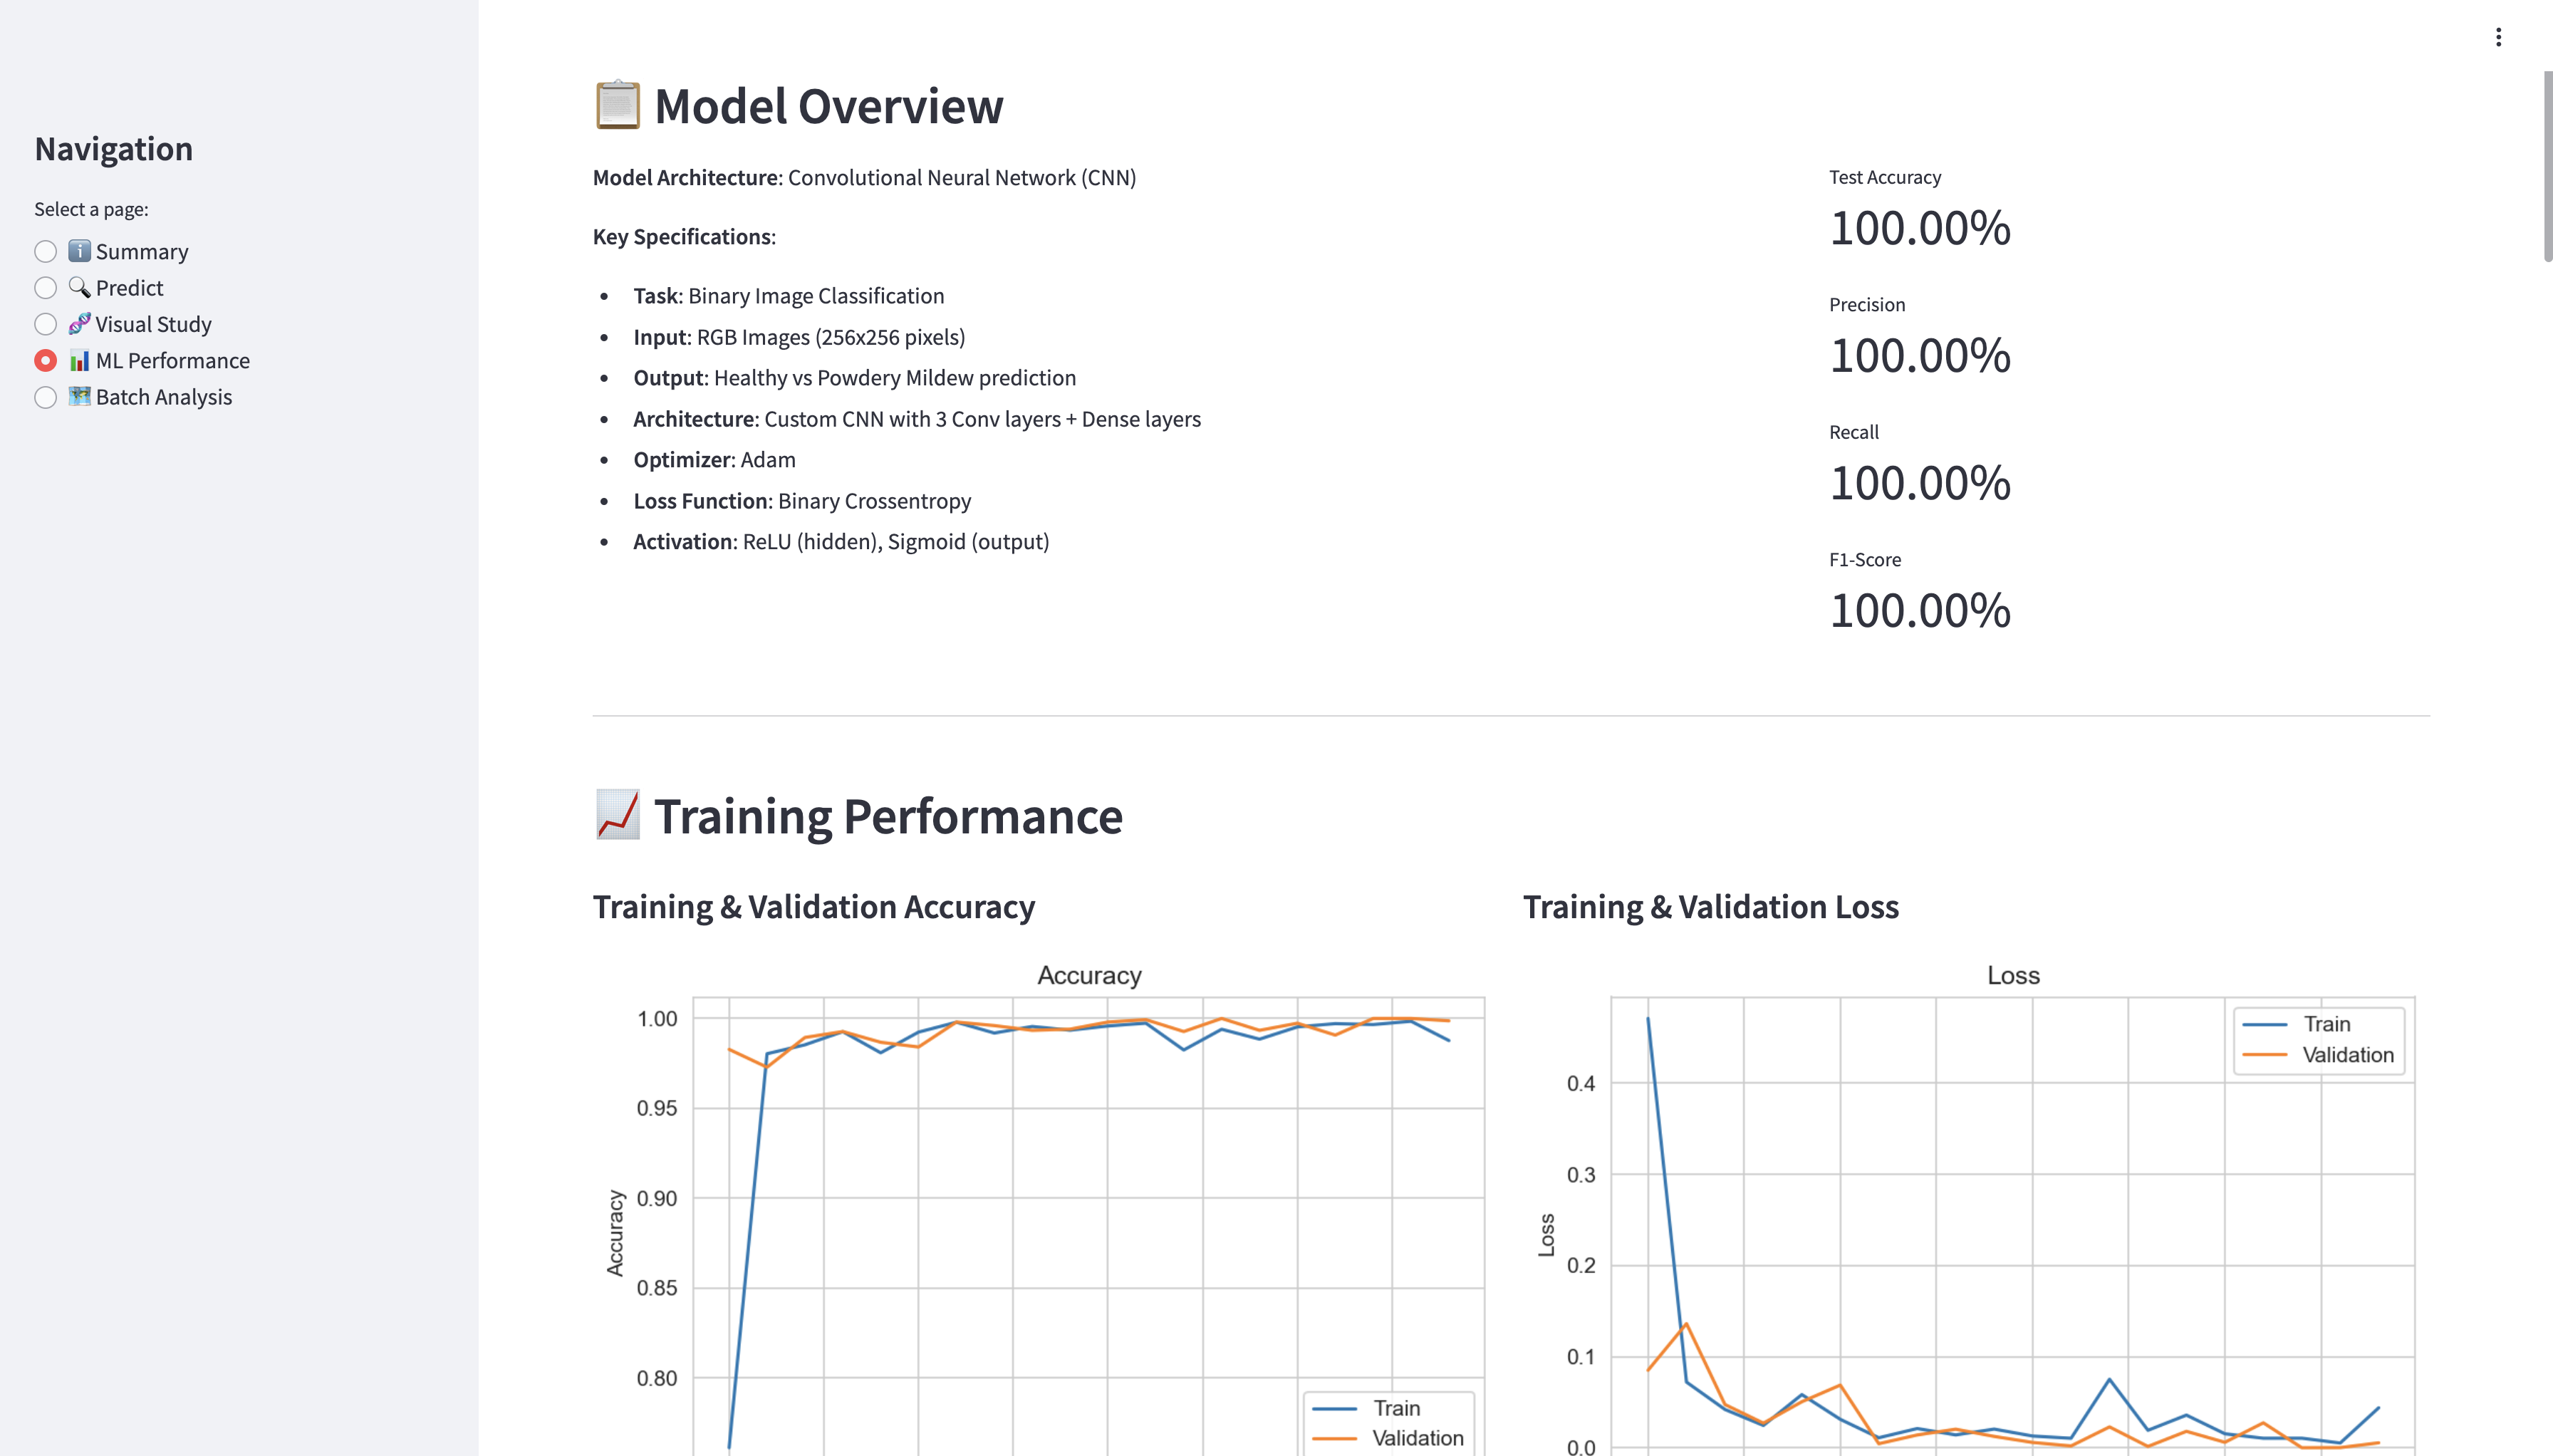 Navigation
Select a page:
Summary
Predict
Visual Study
ML Performance
Batch Analysis
Model Overview
Model Architecture: Convolutional Neural Network (CNN)
Key Specifications:
• Task: Binary Image Classification
• Input: RGB Images (256x256 pixels)
• Output: Healthy vs Powdery Mildew prediction
• Architecture: Custom CNN with 3 Conv layers + Dense layers
• Optimizer: Adam
• Loss Function: Binary Crossentropy
• Activation: ReLU (hidden), Sigmoid (output)
Test Accuracy
100.00%
Precision
100.00%
Recall
100.00%
F1-Score
100.00%
Training Performance
Training & Validation Accuracy
Accuracy
1.00
0.95
0.90
0.85
0.80
Accuracy
Train
Validation
Training & Validation Loss
Loss
0.4
0.3
0.2
0.1
0.0
Loss
Train
Validation